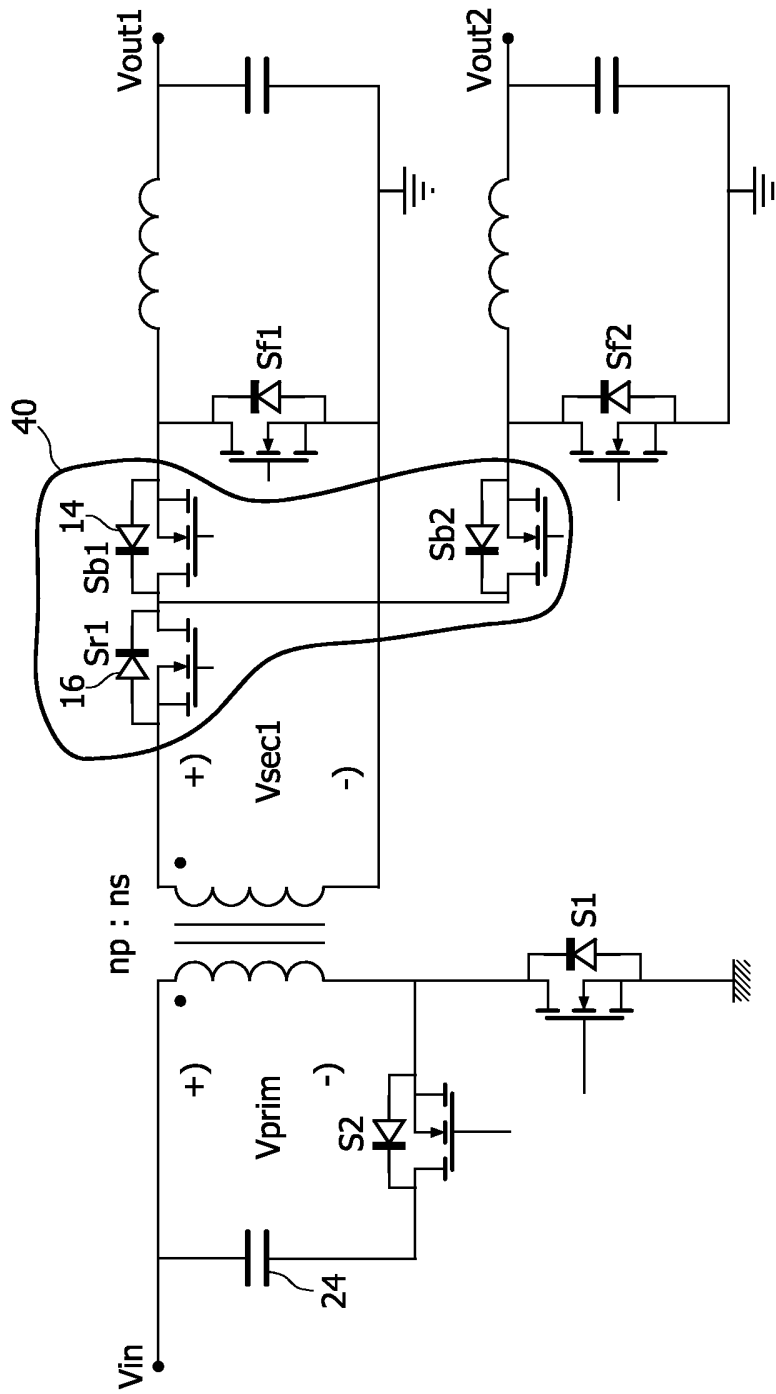 40
14
16
Sb1
Sr1
Vout1
Sf1
np : ns
+)
Vsec1
-)
Vin
+)
Vprim
-)
24
S2
S1
Sb2
Sf2
Vout2